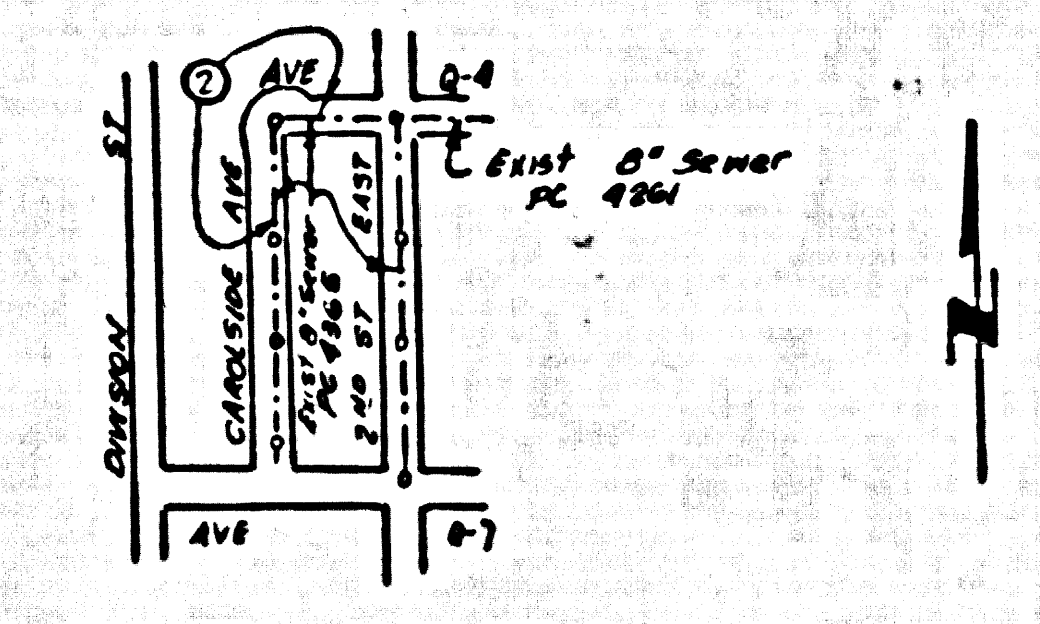 2
AVE Q-4
Exist 8" Sewer
PC 4261
DIVISION ST
CAROLSIDE AVE
Exist 8" Sewer
PC 4366
2ND ST EAST
AVE Q-7